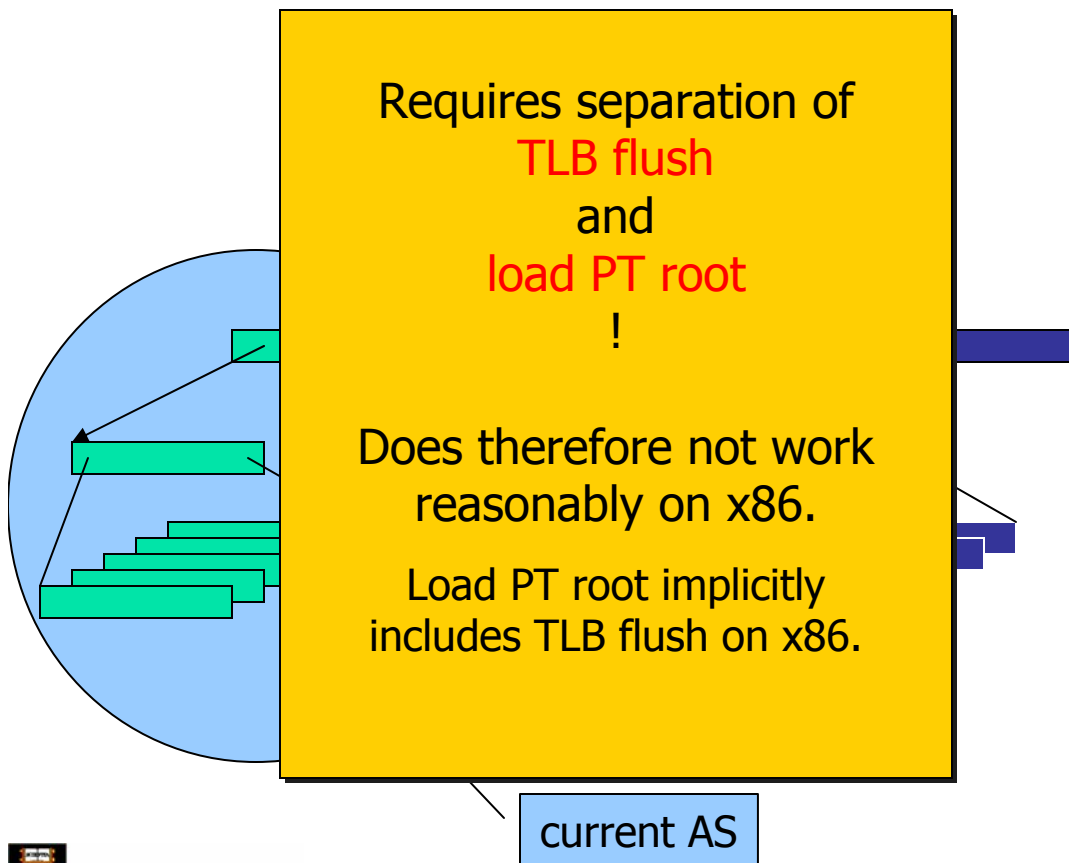 Requires separation of
TLB flush
and
load PT root
!
Does therefore not work
reasonably on x86.
Load PT root implicitly
includes TLB flush on x86.
current AS